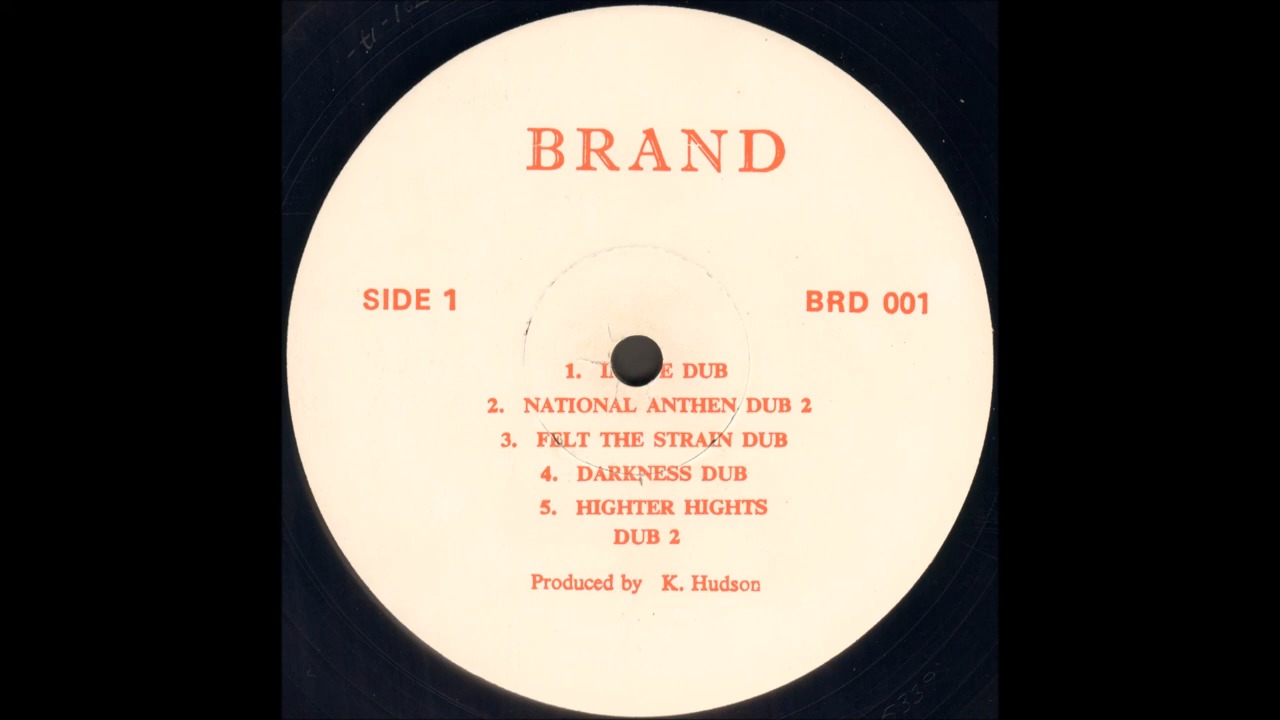 BRAND
SIDE 1
BRD 001
1. DUB
2. NATIONAL ANTHEN DUB 2
3. FELT THE STRAIN DUB
4. DARKNESS DUB
5. HIGHTER HIGHTS
DUB 2
Produced by K. Hudson